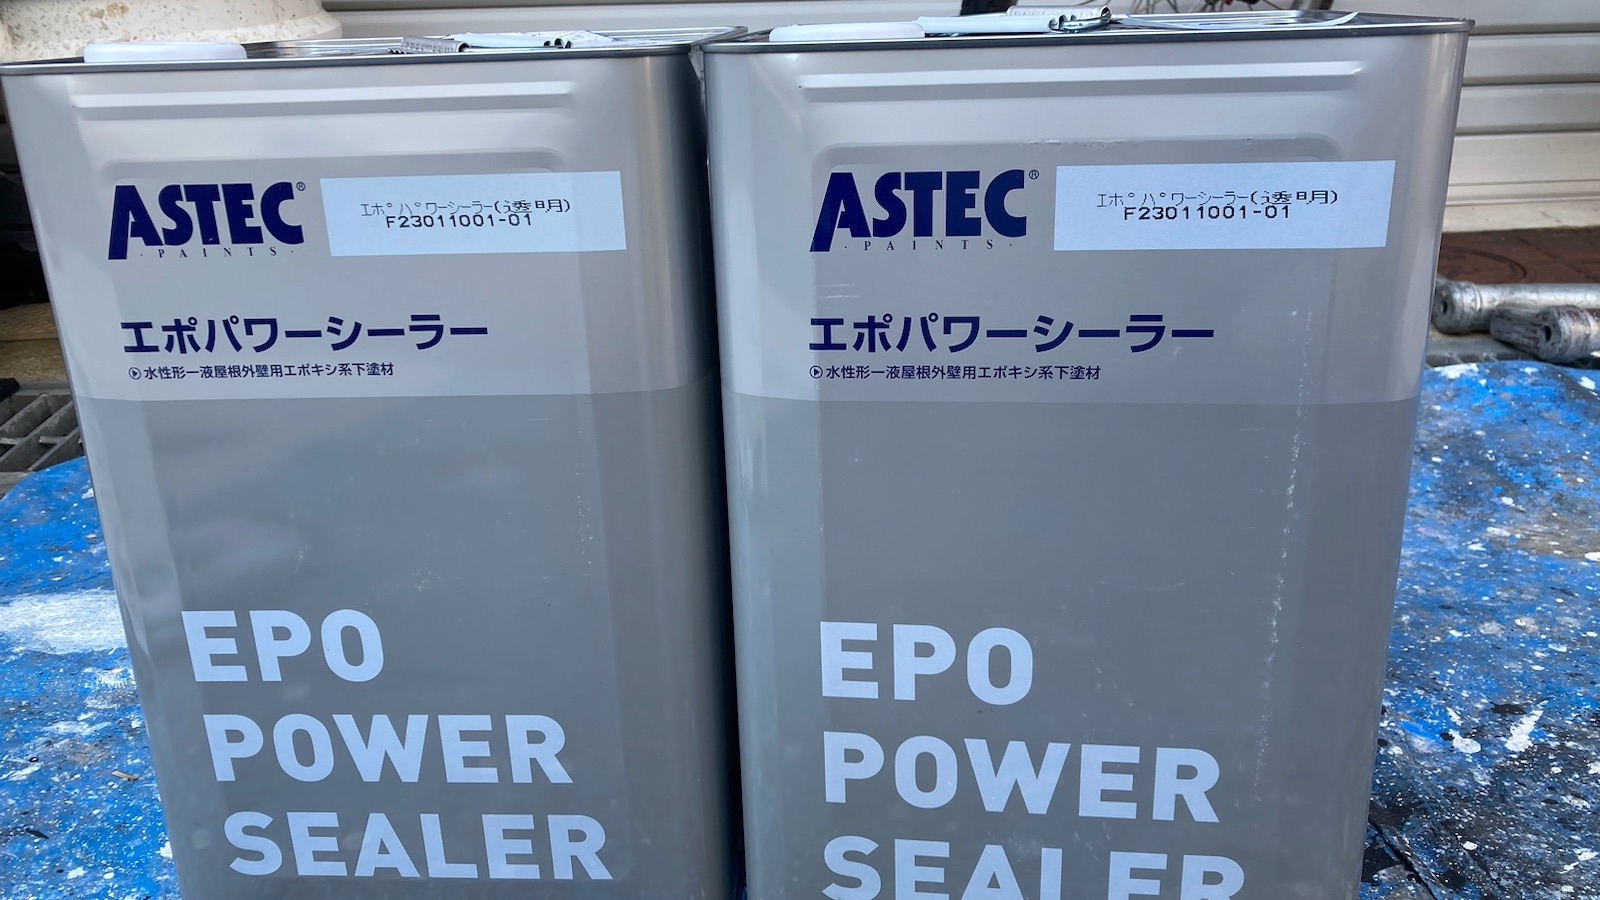 ASTEC®
· PAINTS ·
エポパワーシーラー(透明)
F23011001-01
エポパワーシーラー
水性形一液屋根外壁用エポキシ系下塗材
EPO
POWER
SEALER
ASTEC®
· PAINTS ·
エポパワーシーラー(透明)
F23011001-01
エポパワーシーラー
水性形一液屋根外壁用エポキシ系下塗材
EPO
POWER
SEALER